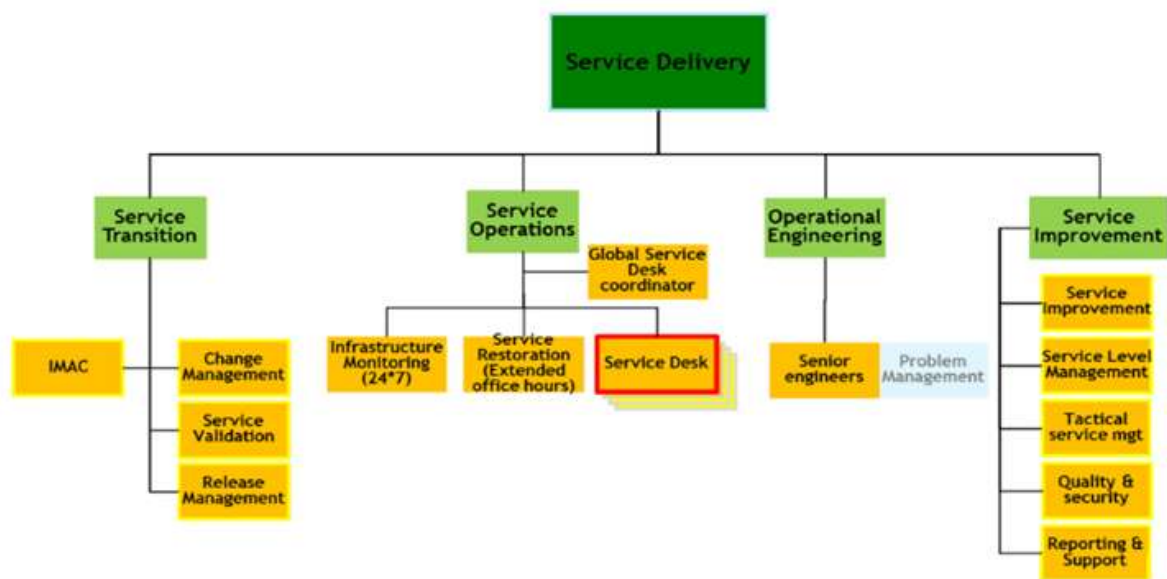 Service Delivery
Service
Transition
Service
Operations
Operational
Engineering
Service
Improvement
Global Service
Desk
coordinator
IMAC
Change
Management
Service
Validation
Release
Management
Infrastructure
Monitoring
(24*7)
Service
Restoration
(Extended
office hours)
Service Desk
Senior
engineers
Problem
Management
Service
Improvement
Service Level
Management
Tactical
service mgt
Quality &
security
Reporting &
Support